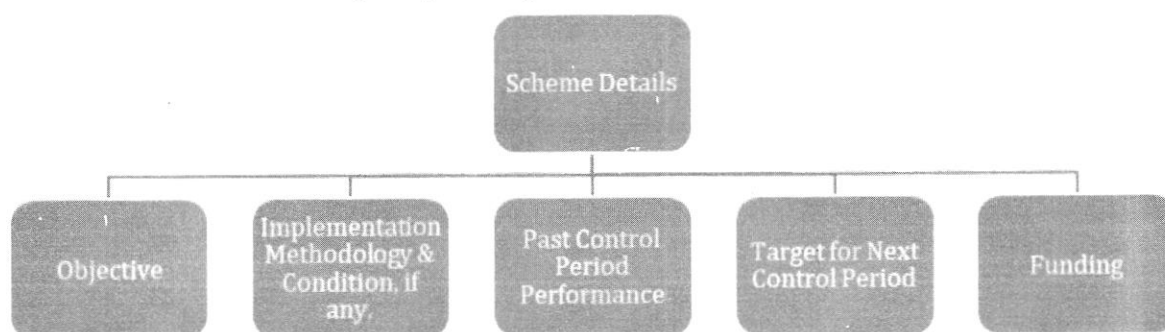 Scheme Details
Objective
Implementation
Methodology &
Condition, if
any.
Past Control
Period
Performance
Target for Next
Control Period
Funding